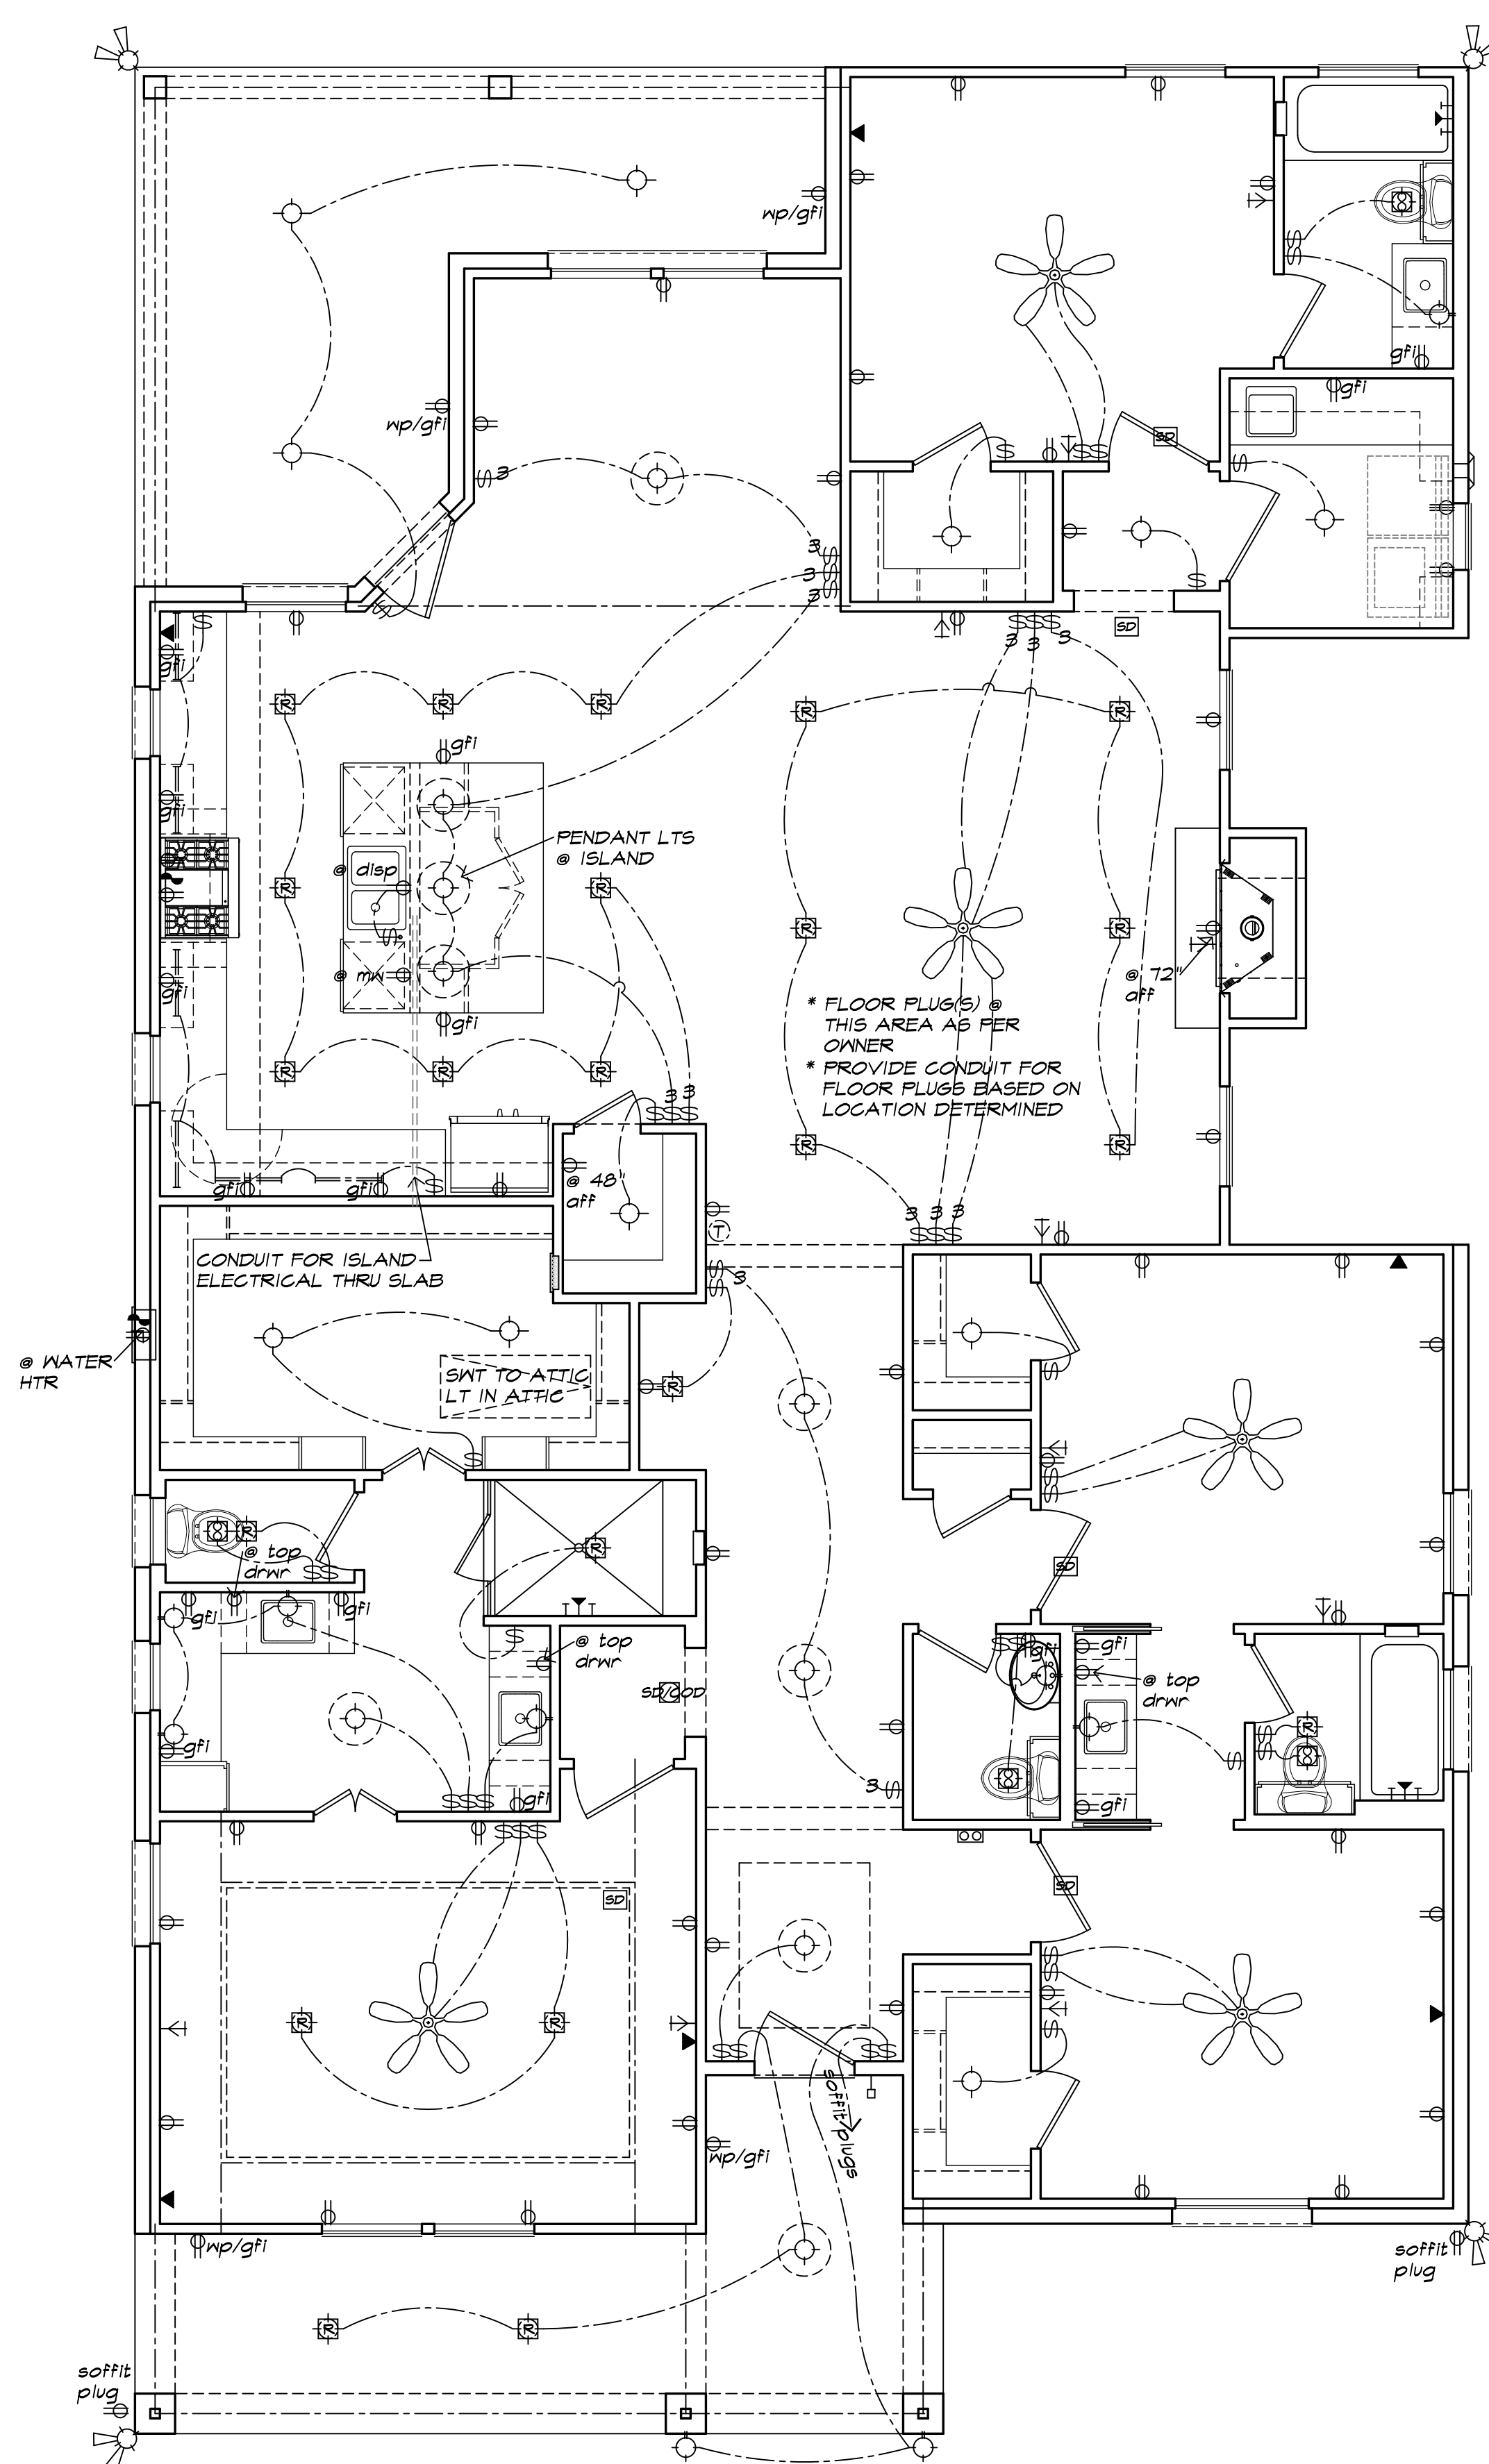 wp/gfi
gfi
gfi
wp/gfi
SD
3
3
3
3
SD
3
3
3
gfi
R
R
R
R
R
gfi
gfi
PENDANT LTS
@ ISLAND
@ disp
R
R
R
R
@ mw
gfi
gfi
@ 72"
aff
* FLOOR PLUG(S) @
THIS AREA AS PER
OWNER
* PROVIDE CONDUIT FOR
FLOOR PLUGS BASED ON
LOCATION DETERMINED
R
R
R
3
3
R
R
gfi
gfi
@ 48"
aff
3
3
3
T
CONDUIT FOR ISLAND
ELECTRICAL THRU SLAB
3
@ WATER
HTR
SWT TO ATTIC
LT IN ATTIC
R
R
R
@ top
drwr
SD
gfi
gfi
@ top
drwr
gfi
gfi
@ top
drwr
SD/COD
R
gfi
3
gfi
gfi
SD
SD
R
R
soffit plugs
wp/gfi
wp/gfi
soffit
plug
R
R
soffit
plug